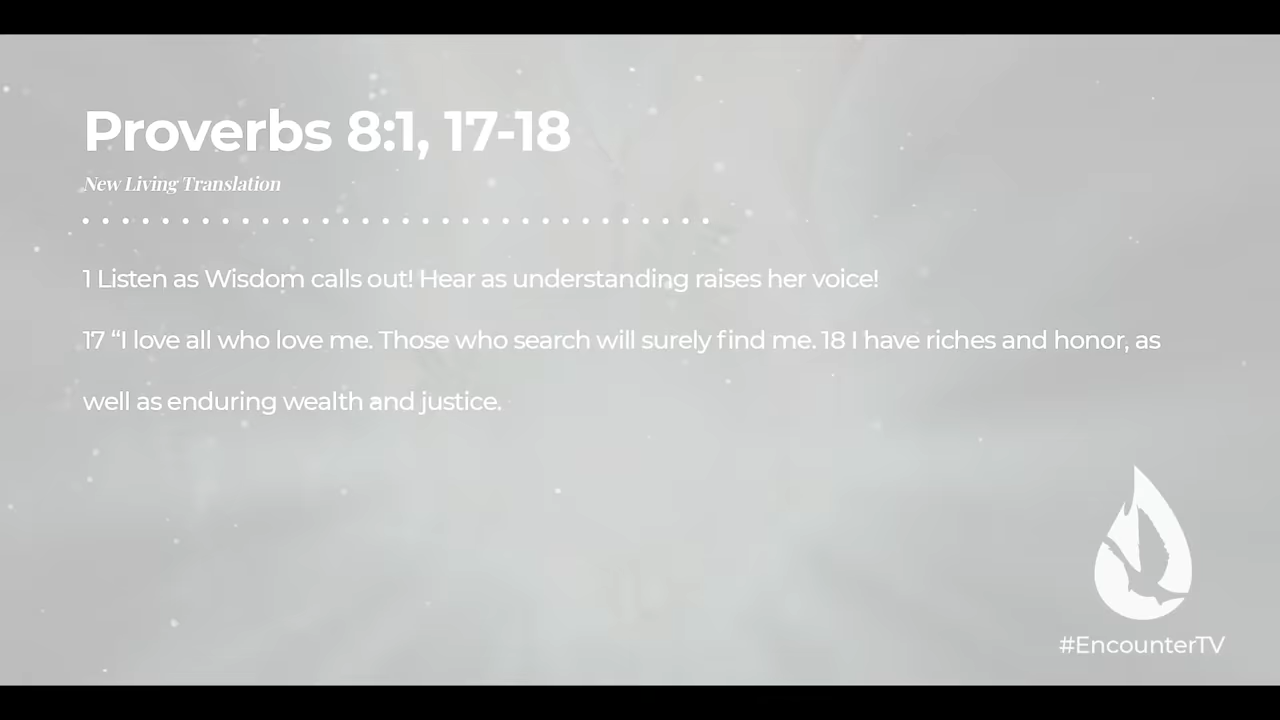 Proverbs 8:1, 17-18
New Living Translation
1 Listen as Wisdom calls out! Hear as understanding raises her voice!
17 “I love all who love me. Those who search will surely find me. 18 I have riches and honor, as
well as enduring wealth and justice.
#EncounterTV